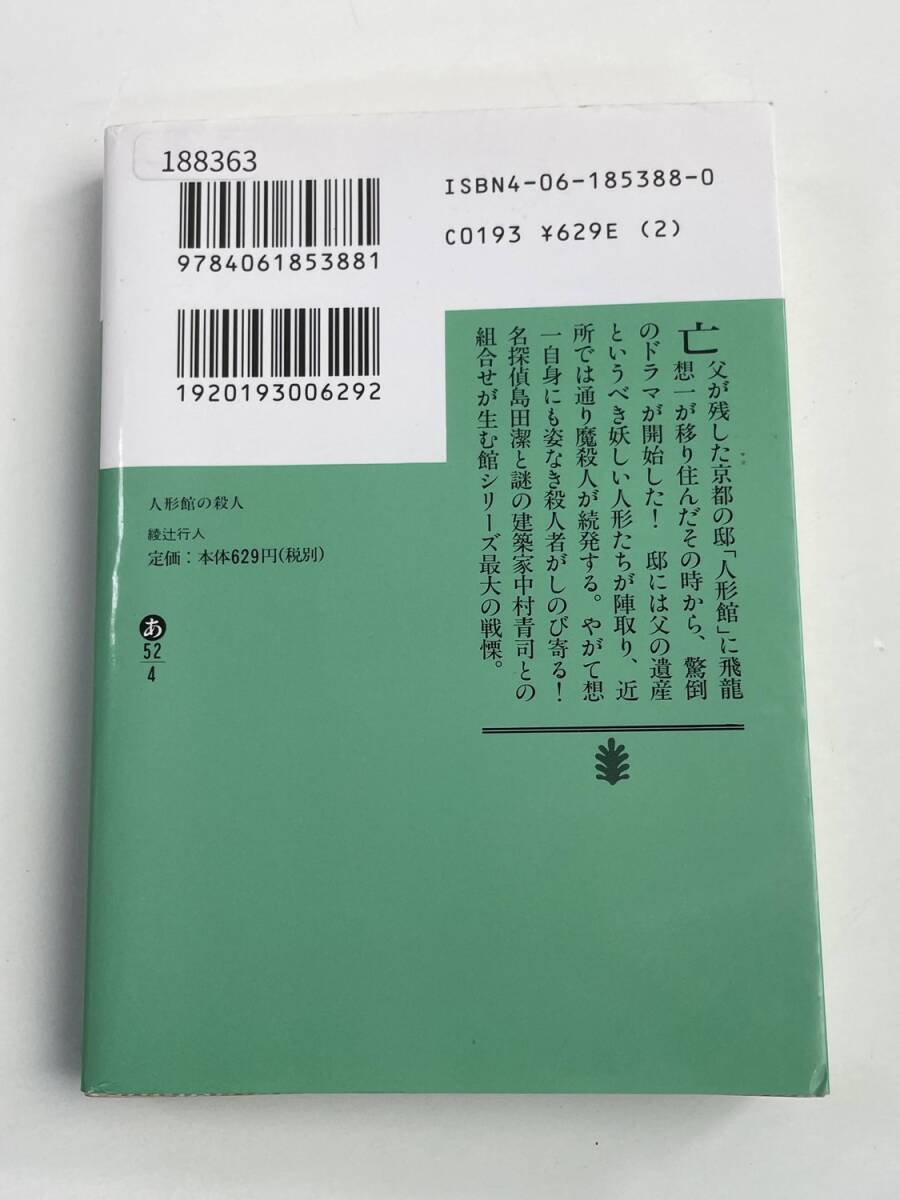 188363
9784061853881
ISBN4-06-185388-0
C0193 ¥629E (2)
1920193006292
亡父が残した京都の邸「人形館」に飛龍
想一が移り住んだその時から、驚倒
のドラマが開始した！ 邸には父の遺産
というべき妖しい人形たちが陣取り、近
所では通り魔殺人が続発する。やがて想
一自身にも姿なき殺人者がしのび寄る！
名探偵島田潔と謎の建築家中村青司との
組合せが生む館シリーズ最大の戦慄。
人形館の殺人
綾辻行人
定価：本体629円(税別)
あ
52
4